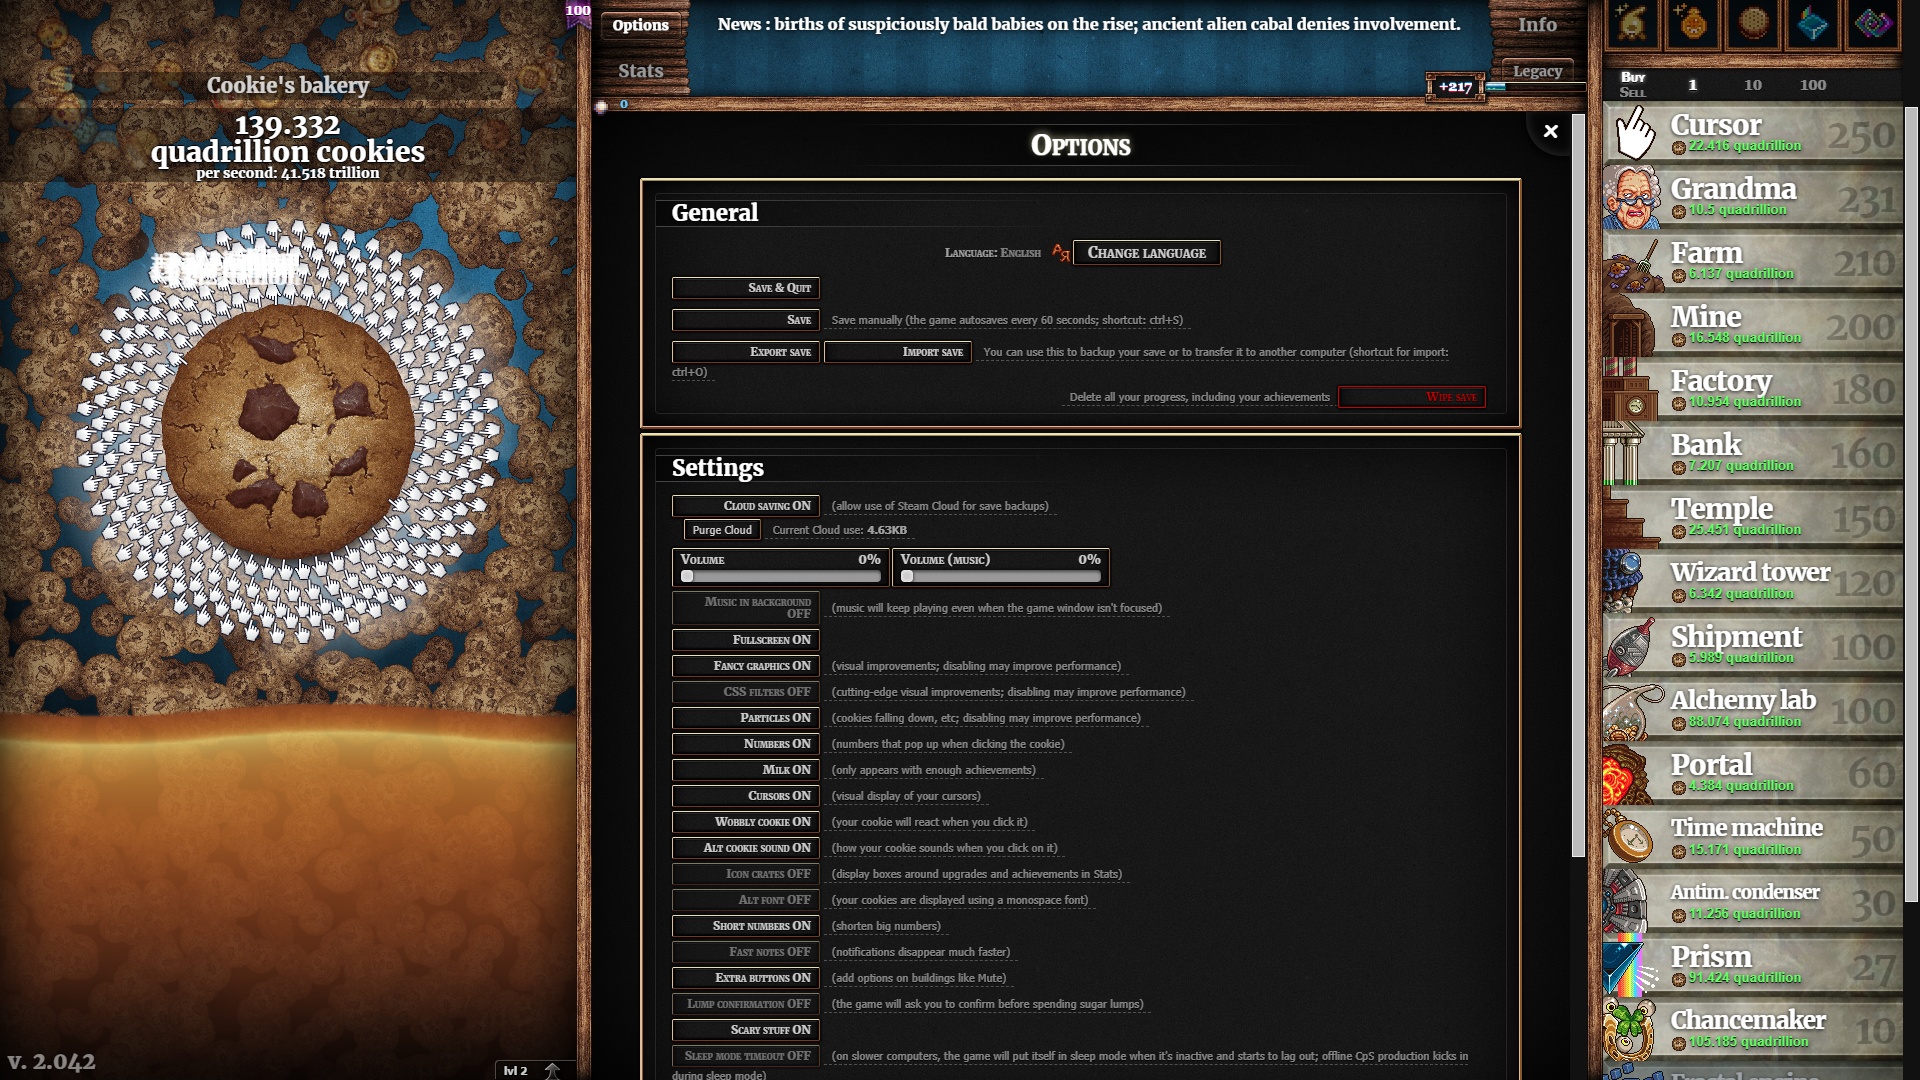 100
Options
News : births of suspiciously bald babies on the rise; ancient alien cabal denies involvement.
Info
Stats
Legacy
+217
0
Cookie's bakery
139.332
quadrillion cookies
per second: 41.518 trillion
v. 2.042
lvl 2
Options
×
General
Language: English
Change language
Save & Quit
Save
Save manually (the game autosaves every 60 seconds; shortcut: ctrl+S)
Export save
Import save
You can use this to backup your save or to transfer it to another computer (shortcut for import:
ctrl+O)
Delete all your progress, including your achievements
Wipe save
Settings
Cloud saving ON
(allow use of Steam Cloud for save backups)
Purge Cloud
Current Cloud use: 4.63KB
Volume 0%
Volume (music) 0%
Music in background
OFF
(music will keep playing even when the game window isn't focused)
Fullscreen ON
Fancy graphics ON
(visual improvements; disabling may improve performance)
CSS filters OFF
(cutting-edge visual improvements; disabling may improve performance)
Particles ON
(cookies falling down, etc; disabling may improve performance)
Numbers ON
(numbers that pop up when clicking the cookie)
Milk ON
(only appears with enough achievements)
Cursors ON
(visual display of your cursors)
Wobbly cookie ON
(your cookie will react when you click it)
Alt cookie sound ON
(how your cookie sounds when you click on it)
Icon crates OFF
(display boxes around upgrades and achievements in Stats)
Alt font OFF
(your cookies are displayed using a monospace font)
Short numbers ON
(shorten big numbers)
Fast notes OFF
(notifications disappear much faster)
Extra buttons ON
(add options on buildings like Mute)
Lump confirmation OFF
(the game will ask you to confirm before spending sugar lumps)
Scary stuff ON
Sleep mode timeout OFF
(on slower computers, the game will put itself in sleep mode when it's inactive and starts to lag out; offline CpS production kicks in
during sleep mode)
Buy
Sell
1
10
100
Cursor
22.416 quadrillion
250
Grandma
10.5 quadrillion
231
Farm
6.137 quadrillion
210
Mine
16.548 quadrillion
200
Factory
10.954 quadrillion
180
Bank
7.207 quadrillion
160
Temple
25.451 quadrillion
150
Wizard tower
6.342 quadrillion
120
Shipment
5.989 quadrillion
100
Alchemy lab
88.074 quadrillion
100
Portal
4.384 quadrillion
60
Time machine
15.171 quadrillion
50
Antim. condenser
11.256 quadrillion
30
Prism
91.424 quadrillion
27
Chancemaker
105.185 quadrillion
10
Fractal engine